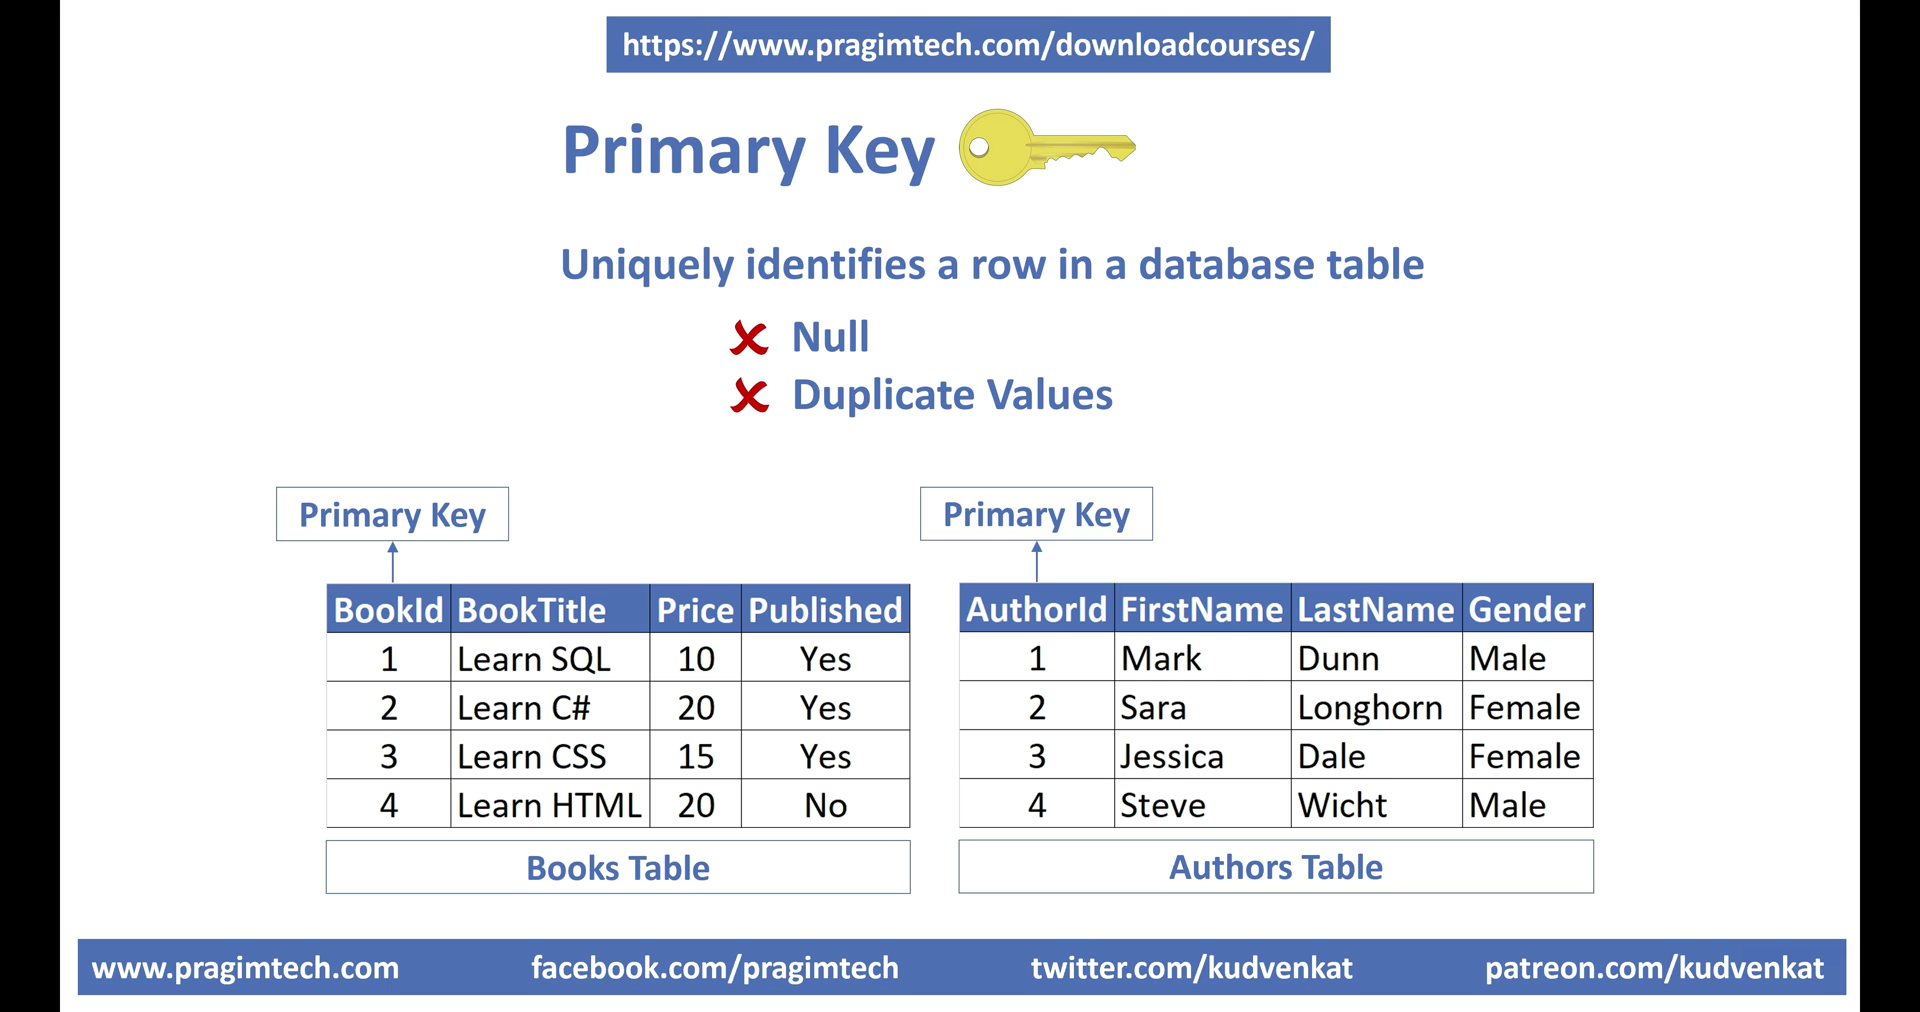 https://www.pragimtech.com/downloadcourses/
Primary Key
Uniquely identifies a row in a database table
Null
Duplicate Values
Primary Key
BookId BookTitle Price Published
1 Learn SQL 10 Yes
2 Learn C# 20 Yes
3 Learn CSS 15 Yes
4 Learn HTML 20 No
Books Table
Primary Key
AuthorId FirstName LastName Gender
1 Mark Dunn Male
2 Sara Longhorn Female
3 Jessica Dale Female
4 Steve Wicht Male
Authors Table
www.pragimtech.com facebook.com/pragimtech twitter.com/kudvenkat patreon.com/kudvenkat